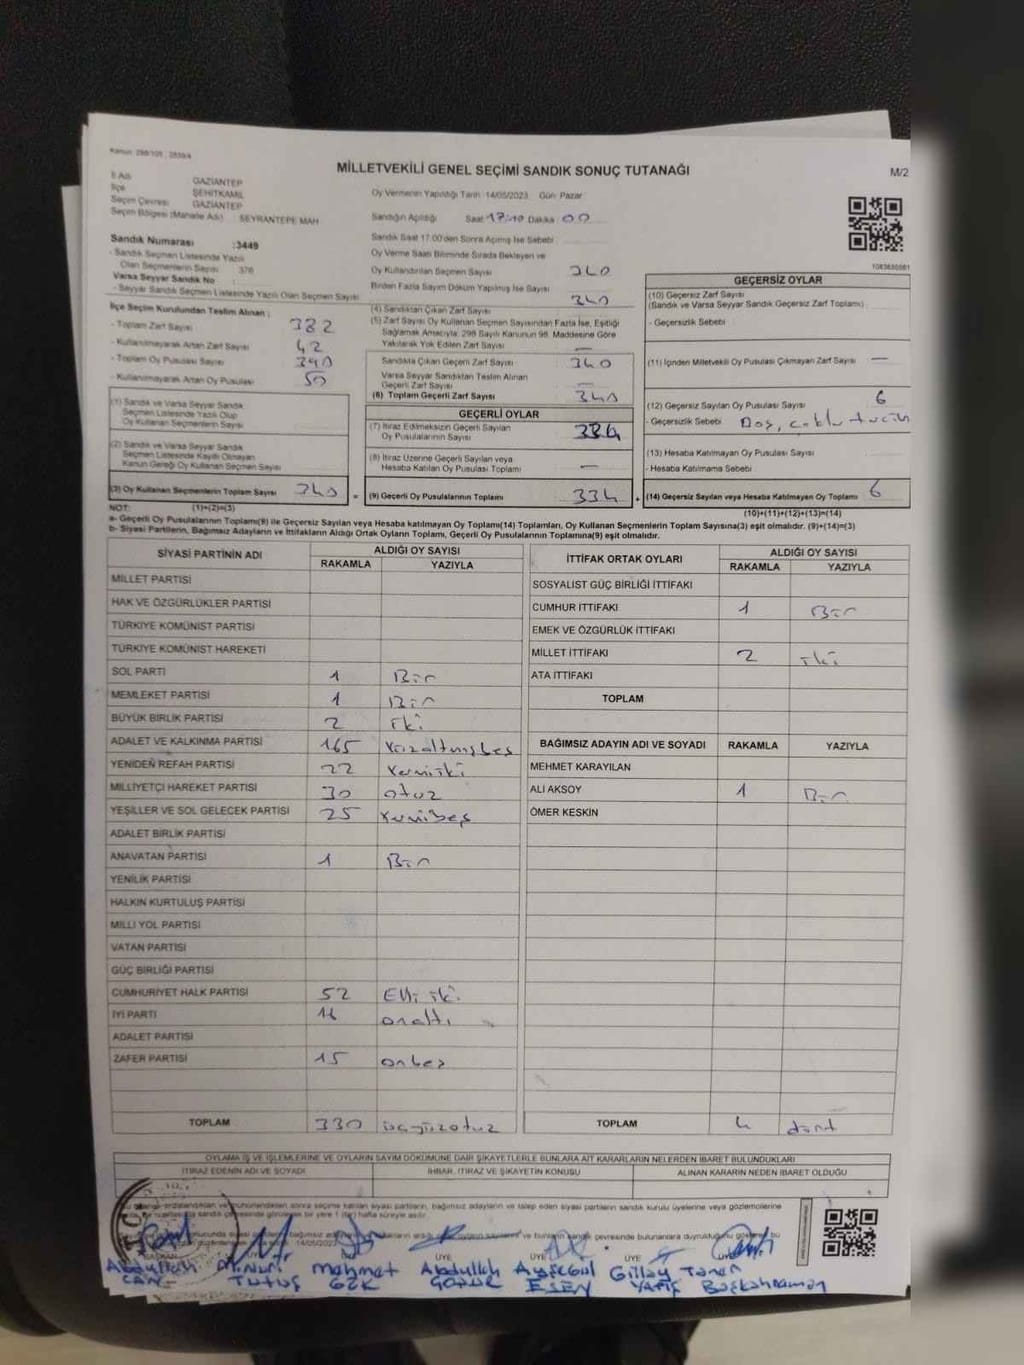 Kanun: 298/105 ; 2839/4
MİLLETVEKİLİ GENEL SEÇİMİ SANDIK SONUÇ TUTANAĞI
M/2
İl Adı GAZİANTEP
İlçe ŞEHİTKAMİL
Seçim Çevresi GAZİANTEP
Seçim Bölgesi (Mahalle Adı) : SEYRANTEPE MAH
Oy Vermenin Yapıldığı Tarih 14/05/2023 Gün Pazar
Sandığın Açıldığı Saat 17:10 Dakika 00
Sandık Saat 17:00'den Sonra Açılmış İse Sebebi
Sandık Numarası :3449
- Sandık Seçmen Listesinde Yazılı
Olan Seçmenlerin Sayısı : 376
Varsa Seyyar Sandık No :
- Seyyar Sandık Seçmen Listesinde Yazılı Olan Seçmen Sayısı
Oy Verme Saati Bitiminde Sırada Bekleyen ve
Oy Kullandırılan Seçmen Sayısı 340
Birden Fazla Sayım Döküm Yapılmış İse Sayısı
İlçe Seçim Kurulundan Teslim Alınan :
- Toplam Zarf Sayısı 382
- Kullanılmayarak Artan Zarf Sayısı 42
- Toplam Oy Pusulası Sayısı 390
- Kullanılmayarak Artan Oy Pusulası 50
(4) Sandıktan Çıkan Zarf Sayısı 340
(5) Zarf Sayısı Oy Kullanan Seçmen Sayısından Fazla İse, Eşitliği
Sağlamak Amacıyla, 298 Sayılı Kanunun 98. Maddesine Göre
Yakılarak Yok Edilen Zarf Sayısı —
Sandıkta Çıkan Geçerli Zarf Sayısı 340
Varsa Seyyar Sandıktan Teslim Alınan
Geçerli Zarf Sayısı —
(6) Toplam Geçerli Zarf Sayısı 340
(1) Sandık ve Varsa Seyyar Sandık
Seçmen Listesinde Yazılı Olup
Oy Kullanan Seçmenlerin Sayısı
(2) Sandık ve Varsa Seyyar Sandık
Seçmen Listesinde Kaydı Olmayan
Kanun Gereği Oy Kullanan Seçmen Sayısı
(3) Oy Kullanan Seçmenlerin Toplam Sayısı 340
GEÇERLİ OYLAR
(7) İtiraz Edilmeksizin Geçerli Sayılan
Oy Pusulalarının Sayısı 334
(8) İtiraz Üzerine Geçerli Sayılan veya
Hesaba Katılan Oy Pusulası Toplamı —
= (9) Geçerli Oy Pusulalarının Toplamı 334
GEÇERSİZ OYLAR
(10) Geçersiz Zarf Sayısı
(Sandık ve Varsa Seyyar Sandık Geçersiz Zarf Toplamı)
- Geçersizlik Sebebi
(11) İçinden Milletvekili Oy Pusulası Çıkmayan Zarf Sayısı —
(12) Geçersiz Sayılan Oy Pusulası Sayısı 6
- Geçersizlik Sebebi Boş, çoklu tercih
(13) Hesaba Katılmayan Oy Pusulası Sayısı
- Hesaba Katılmama Sebebi
+ (14) Geçersiz Sayılan veya Hesaba Katılmayan Oy Toplamı 6
NOT: (1)+(2)=(3)
(10)+(11)+(12)+(13)=(14)
a- Geçerli Oy Pusulasının Toplamı(9) ile Geçersiz Sayılan veya Hesaba katılmayan Oy Toplamı(14) Toplamları, Oy Kullanan Seçmenlerin Toplam Sayısına(3) eşit olmalıdır. (9)+(14)=(3)
b- Siyasi Partilerin, Bağımsız Adayların ve İttifakların Aldığı Ortak Oyların Toplamı, Geçerli Oy Pusulalarının Toplamına(9) eşit olmalıdır.
SİYASİ PARTİNİN ADI ALDIĞI OY SAYISI
RAKAMLA YAZIYLA
MİLLET PARTİSİ
HAK VE ÖZGÜRLÜKLER PARTİSİ
TÜRKİYE KOMÜNİST PARTİSİ
TÜRKİYE KOMÜNİST HAREKETİ
SOL PARTİ 1 Bir
MEMLEKET PARTİSİ 1 Bir
BÜYÜK BİRLİK PARTİSİ 2 İki
ADALET VE KALKINMA PARTİSİ 165 Yüzaltmışbeş
YENİDEN REFAH PARTİSİ 22 Yirmiiki
MİLLİYETÇİ HAREKET PARTİSİ 30 otuz
YEŞİLLER VE SOL GELECEK PARTİSİ 25 Yirmibeş
ADALET BİRLİK PARTİSİ
ANAVATAN PARTİSİ 1 Bir
YENİLİK PARTİSİ
HALKIN KURTULUŞ PARTİSİ
MİLLİ YOL PARTİSİ
VATAN PARTİSİ
GÜÇ BİRLİĞİ PARTİSİ
CUMHURİYET HALK PARTİSİ 52 Elli iki
İYİ PARTİ 16 onaltı
ADALET PARTİSİ
ZAFER PARTİSİ 15 onbeş
TOPLAM 330 üçyüzotuz
İTTİFAK ORTAK OYLARI ALDIĞI OY SAYISI
RAKAMLA YAZIYLA
SOSYALİST GÜÇ BİRLİĞİ İTTİFAKI
CUMHUR İTTİFAKI 1 Bir
EMEK VE ÖZGÜRLÜK İTTİFAKI
MİLLET İTTİFAKI 2 iki
ATA İTTİFAKI
TOPLAM
BAĞIMSIZ ADAYIN ADI VE SOYADI RAKAMLA YAZIYLA
MEHMET KARAYILAN
ALİ AKSOY 1 Bir
ÖMER KESKİN
TOPLAM 4 dört
OYLAMA İŞ VE İŞLEMLERİNE VE OYLARIN SAYIM DÖKÜMÜNE DAİR ŞİKAYETLERLE BUNLARA AİT KARARLARIN NELERDEN İBARET BULUNDUKLARI
İTİRAZ EDENİN ADI VE SOYADI İHBAR, İTİRAZ VE ŞİKAYETİN KONUSU ALINAN KARARIN NEDEN İBARET OLDUĞU
BAŞKAN ÜYE ÜYE ÜYE ÜYE
Abdullah CAN
Nuri TUTUŞ
Mehmet
Abdullah
Ayşegül ESEN
Gülay
Taner Başkahraman